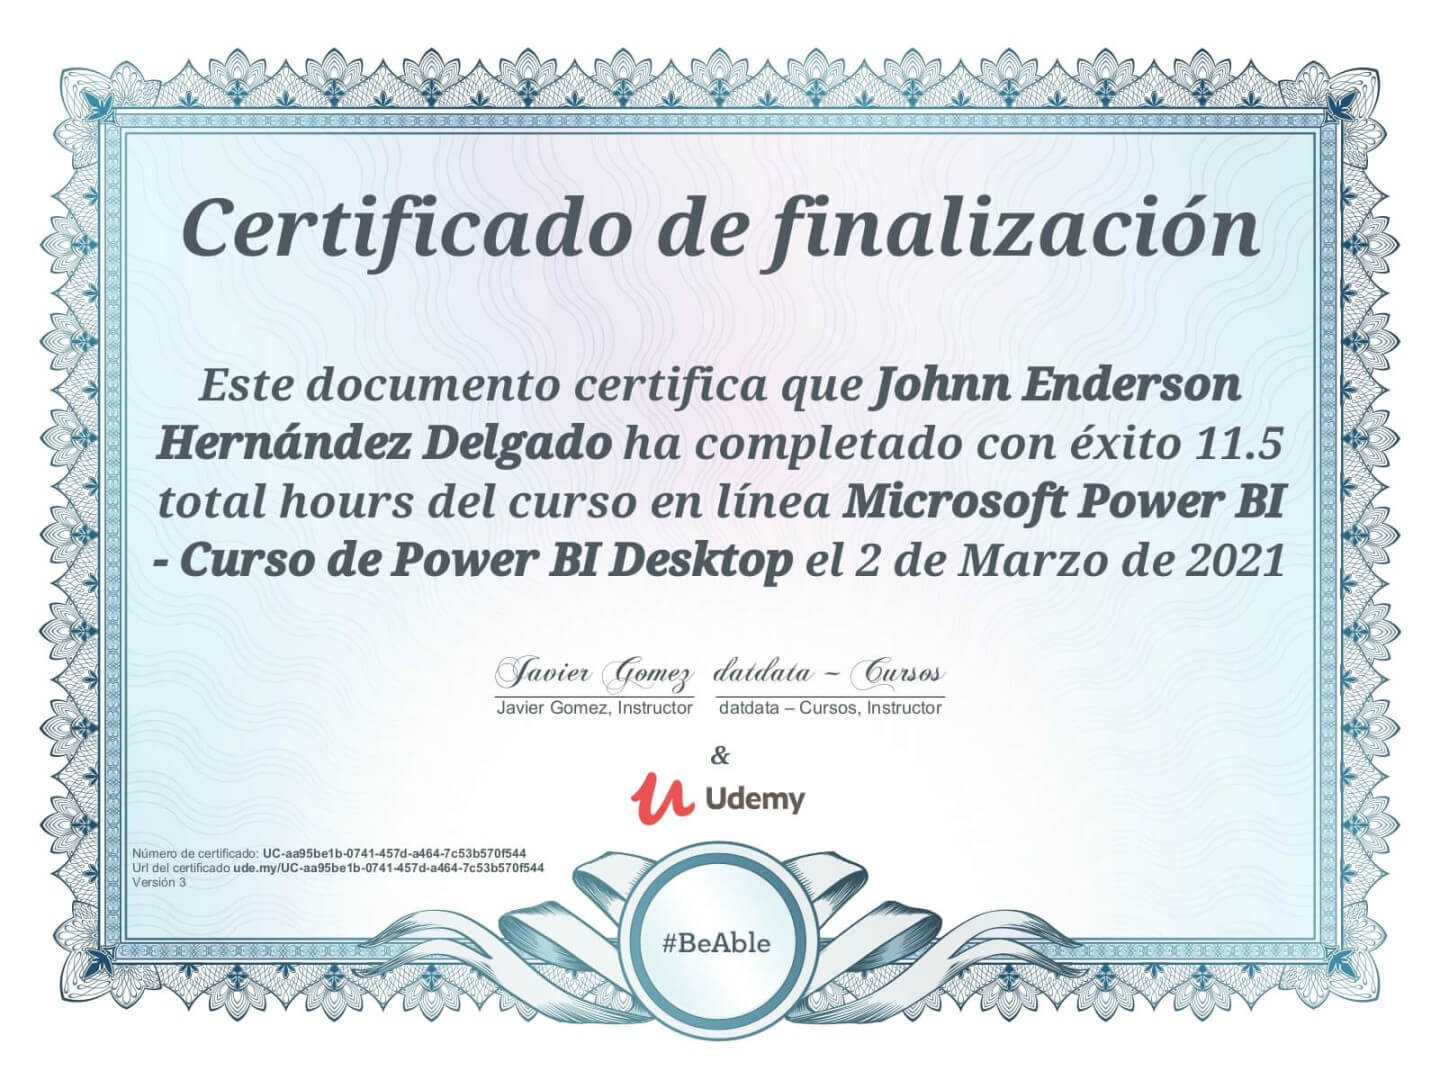 Certificado de finalización
Este documento certifica que Johnn Enderson
Hernández Delgado ha completado con éxito 11.5
total hours del curso en línea Microsoft Power BI
- Curso de Power BI Desktop el 2 de Marzo de 2021
Javier Gomez datdata ~ Cursos
Javier Gomez, Instructor datdata – Cursos, Instructor
&
Udemy
Número de certificado: UC-aa95be1b-0741-457d-a464-7c53b570f544
Url del certificado ude.my/UC-aa95be1b-0741-457d-a464-7c53b570f544
Versión 3
#BeAble